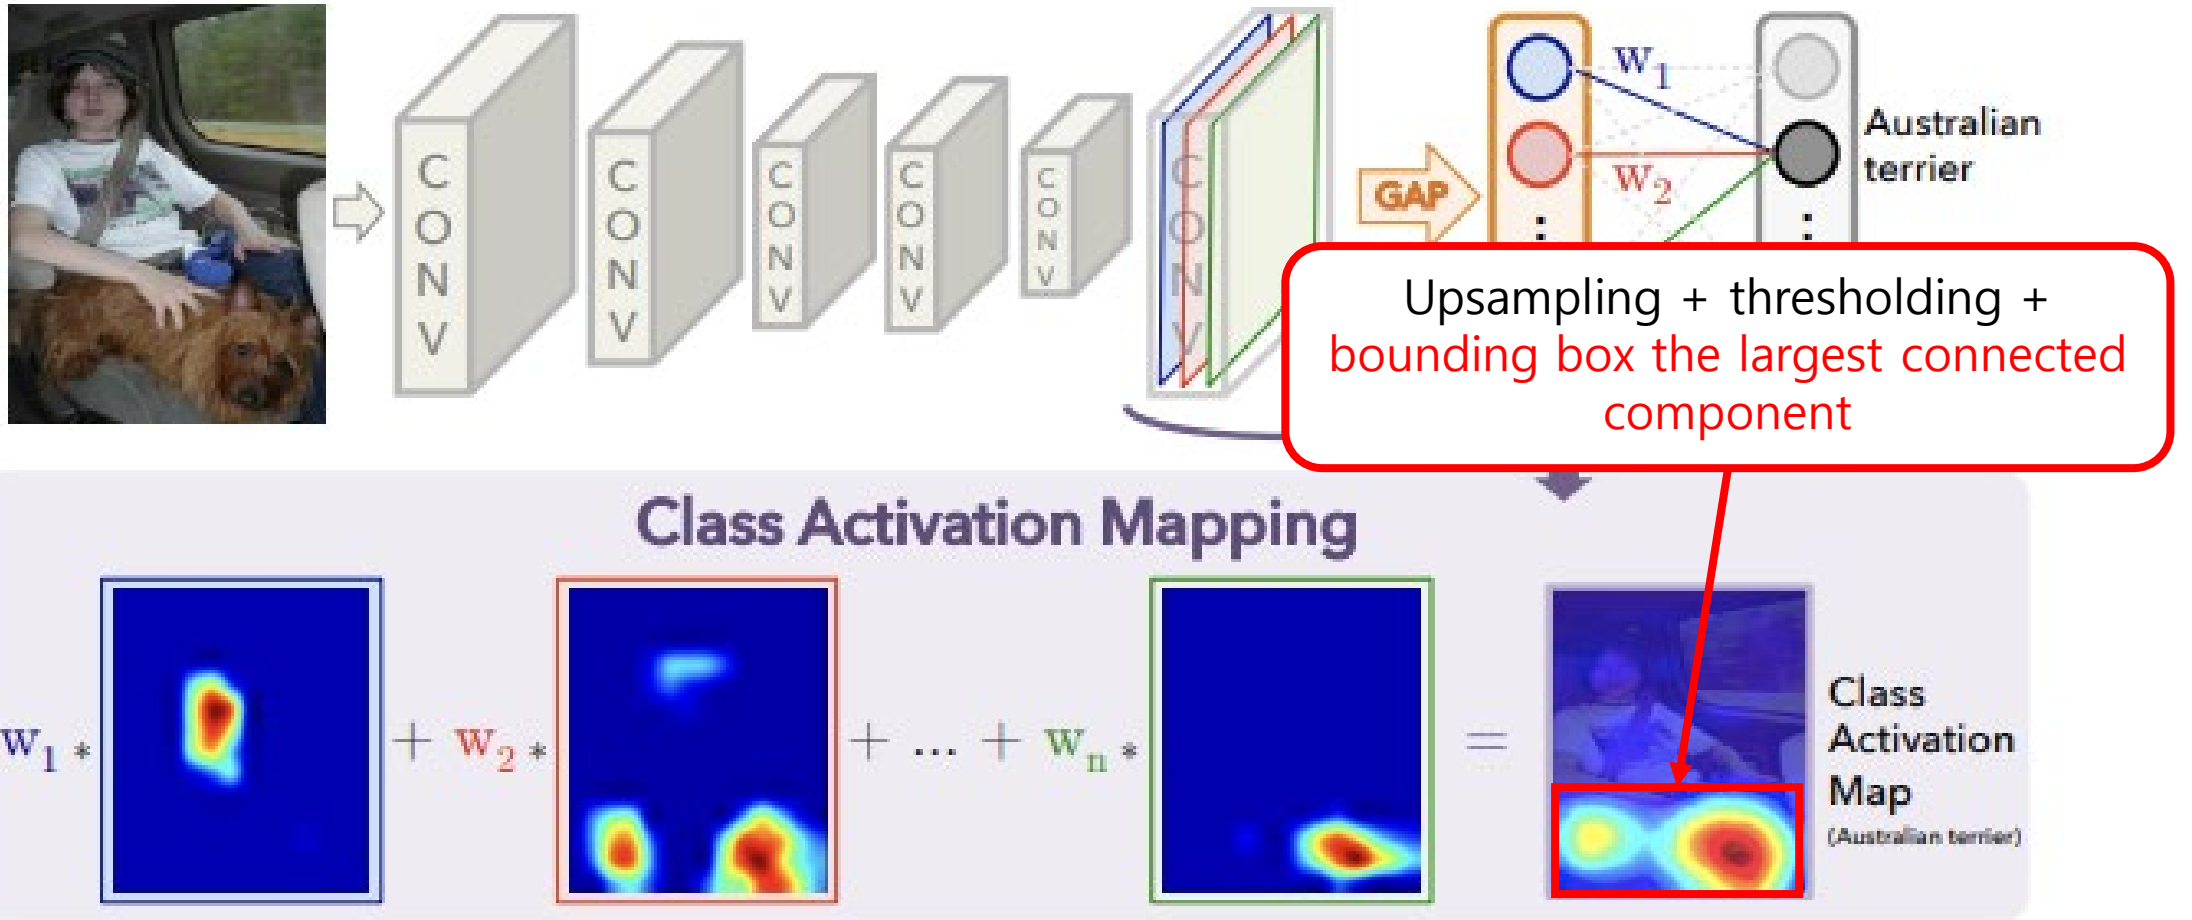 CONV
CONV
CONV
CONV
CONV
CONV
GAP
w1
w2
⋮
⋮
Australian
terrier
Upsampling + thresholding +
bounding box the largest connected
component
Class Activation Mapping
w1 * + w2 * + ... + wn * =
Class
Activation
Map
(Australian terrier)